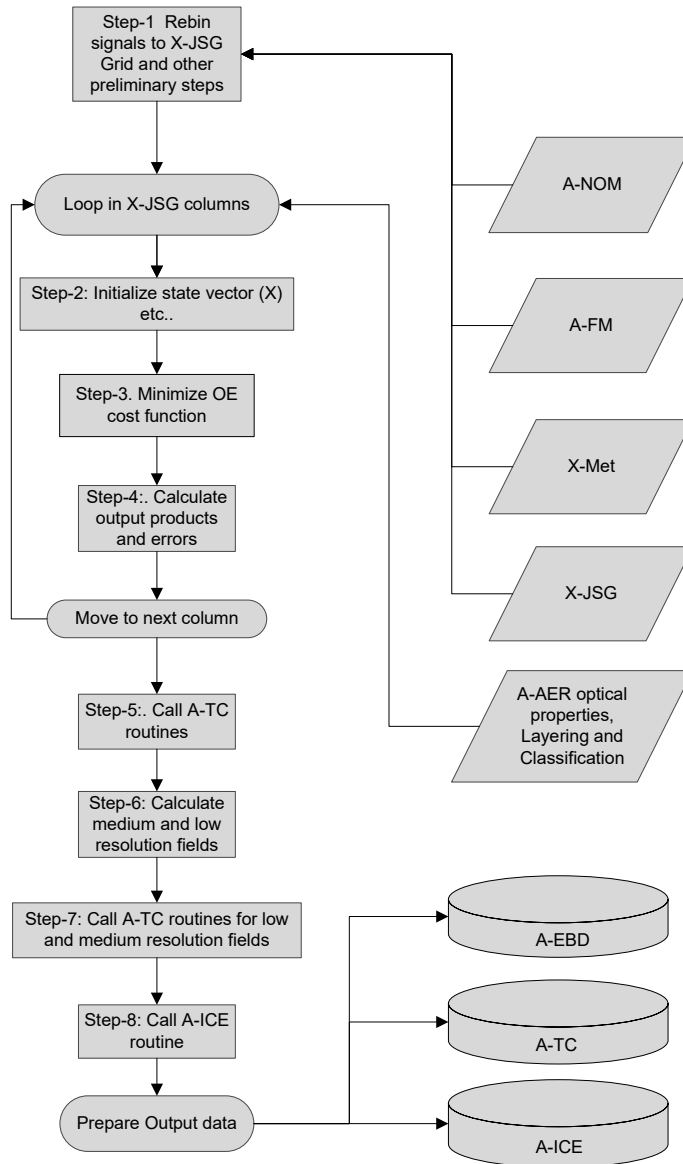 Step-1  Rebin
signals to X-JSG
Grid and other
preliminary steps
A-NOM
Loop in X-JSG columns
Step-2: Initialize state vector (X)
etc..
A-FM
Step-3. Minimize OE
cost function
X-Met
Step-4:. Calculate
output products
and errors
X-JSG
Move to next column
A-AER optical
properties,
Layering and
Classification
Step-5:. Call A-TC
routines
Step-6: Calculate
medium and low
resolution fields
Step-7: Call A-TC routines for low
and medium resolution fields
A-EBD
Step-8: Call A-ICE
routine
A-TC
Prepare Output data
A-ICE